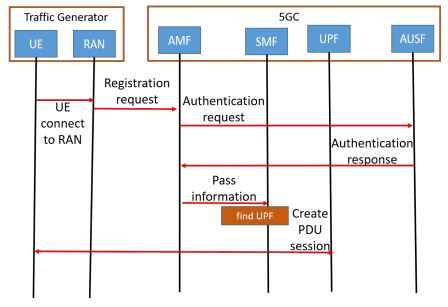 Traffic Generator
5GC
UE
RAN
AMF
SMF
UPF
AUSF
UE
connect
to RAN
Registration
request
Authentication
request
Authentication
response
Pass
information
find UPF
Create
PDU
session